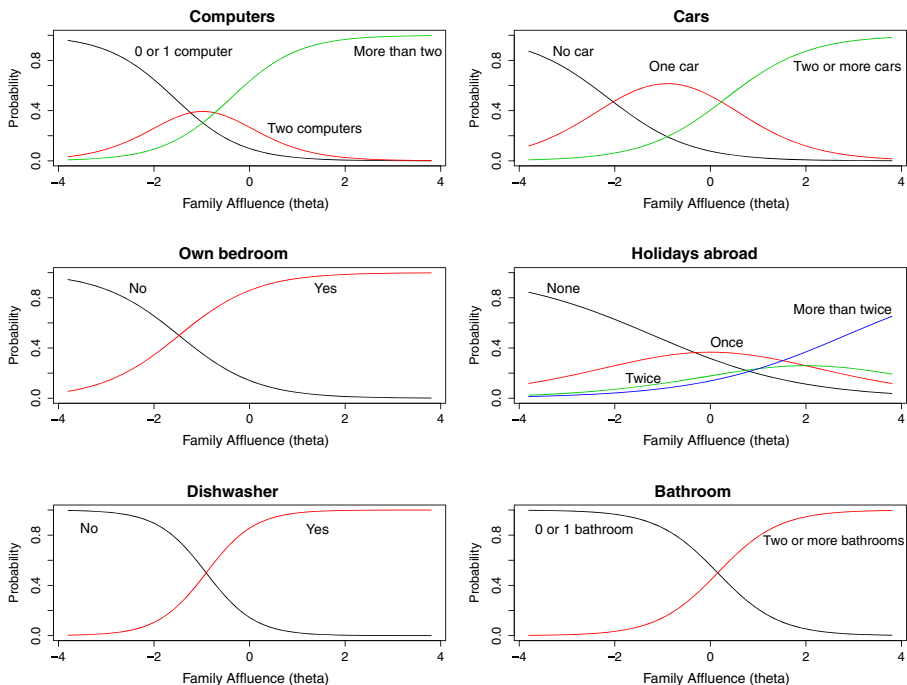 Computers
Probability
0.0 0.4 0.8
0 or 1 computer
More than two
Two computers
−4 −2 0 2 4
Family Affluence (theta)
Cars
Probability
0.0 0.4 0.8
No car
One car
Two or more cars
−4 −2 0 2 4
Family Affluence (theta)
Own bedroom
Probability
0.0 0.4 0.8
No
Yes
−4 −2 0 2 4
Family Affluence (theta)
Holidays abroad
Probability
0.0 0.4 0.8
None
More than twice
Once
Twice
−4 −2 0 2 4
Family Affluence (theta)
Dishwasher
Probability
0.0 0.4 0.8
No
Yes
−4 −2 0 2 4
Family Affluence (theta)
Bathroom
Probability
0.0 0.4 0.8
0 or 1 bathroom
Two or more bathrooms
−4 −2 0 2 4
Family Affluence (theta)